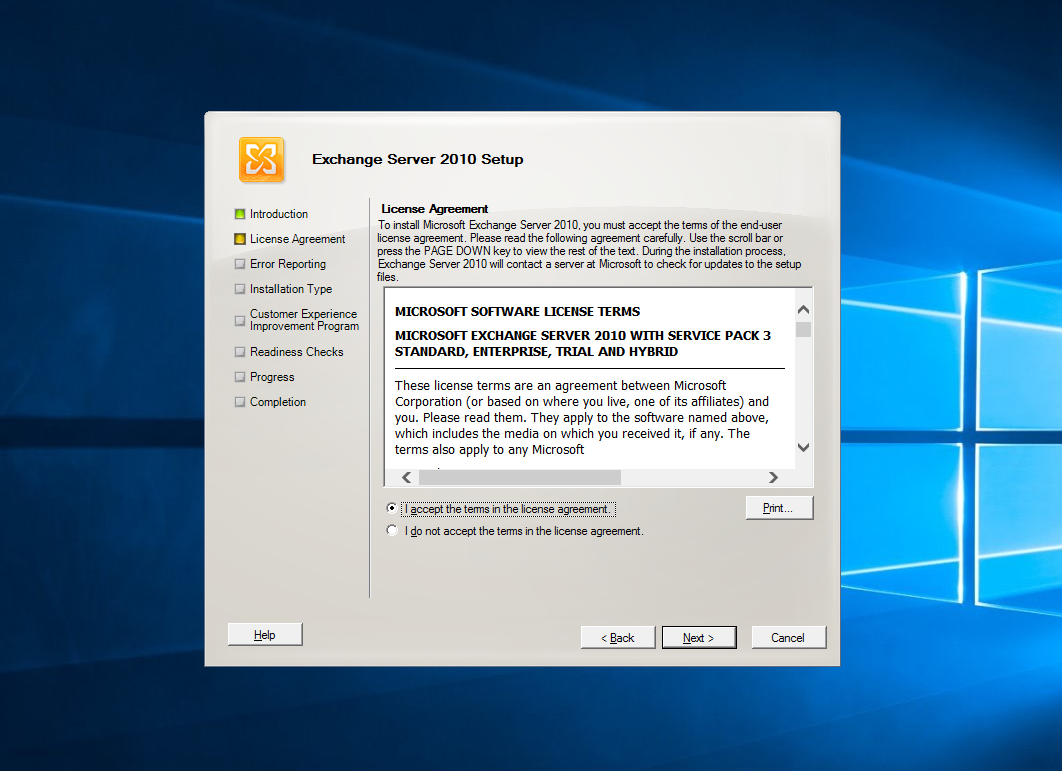 Exchange Server 2010 Setup
Introduction
License Agreement
Error Reporting
Installation Type
Customer Experience
Improvement Program
Readiness Checks
Progress
Completion
License Agreement
To install Microsoft Exchange Server 2010, you must accept the terms of the end-user
license agreement. Please read the following agreement carefully. Use the scroll bar or
press the PAGE DOWN key to view the rest of the text. During the installation process,
Exchange Server 2010 will contact a server at Microsoft to check for updates to the setup
files.
MICROSOFT SOFTWARE LICENSE TERMS
MICROSOFT EXCHANGE SERVER 2010 WITH SERVICE PACK 3
STANDARD, ENTERPRISE, TRIAL AND HYBRID
These license terms are an agreement between Microsoft
Corporation (or based on where you live, one of its affiliates) and
you. Please read them. They apply to the software named above,
which includes the media on which you received it, if any. The
terms also apply to any Microsoft
I accept the terms in the license agreement.
Print...
I do not accept the terms in the license agreement.
Help
< Back
Next >
Cancel